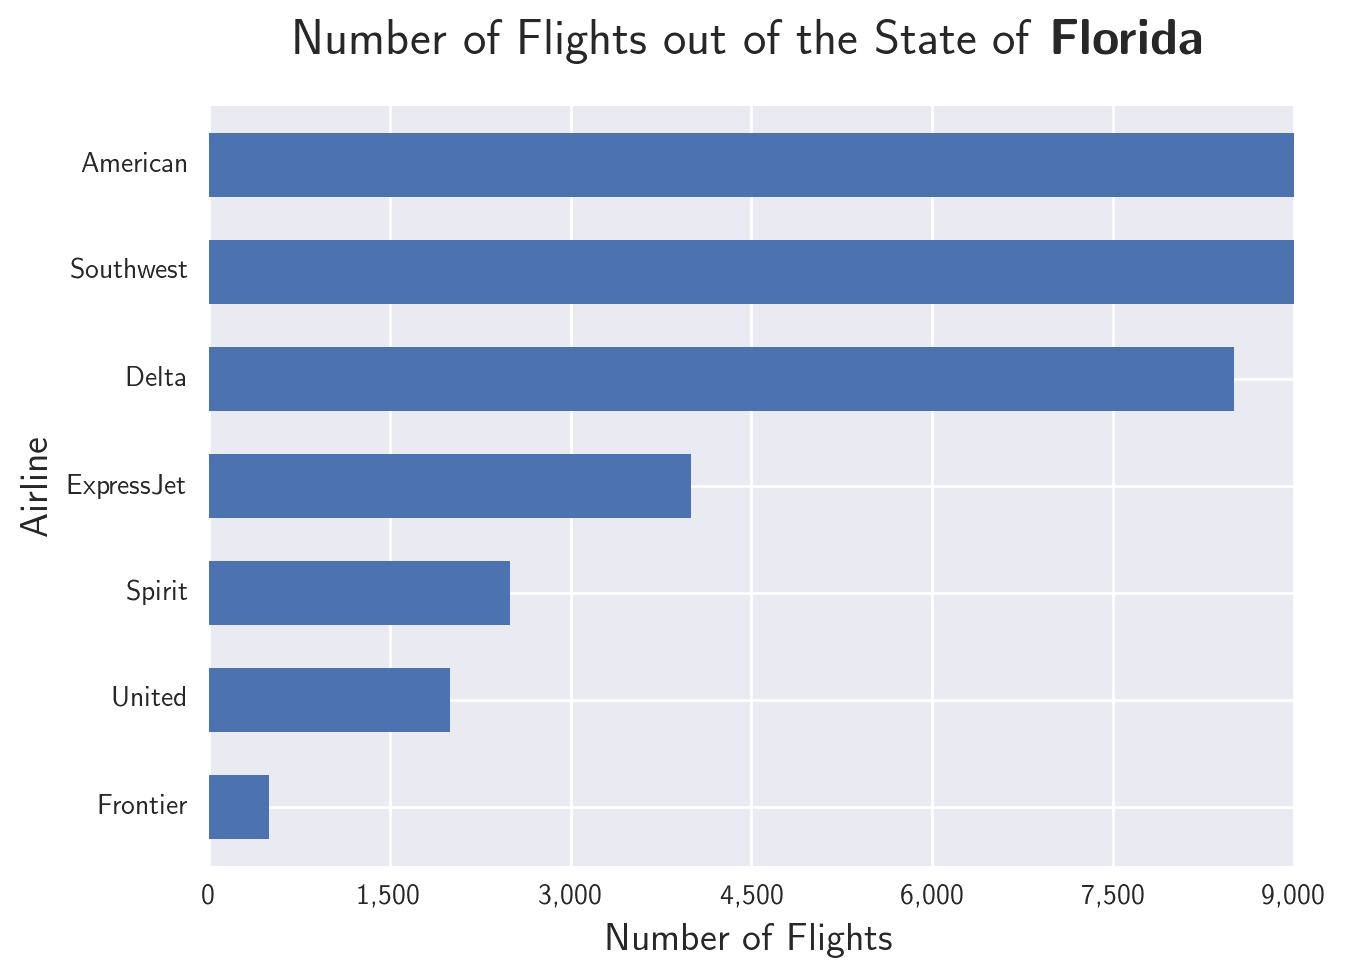 Number of Flights out of the State of Florida
American
Southwest
Delta
ExpressJet
Spirit
United
Frontier
Airline
0 1,500 3,000 4,500 6,000 7,500 9,000
Number of Flights